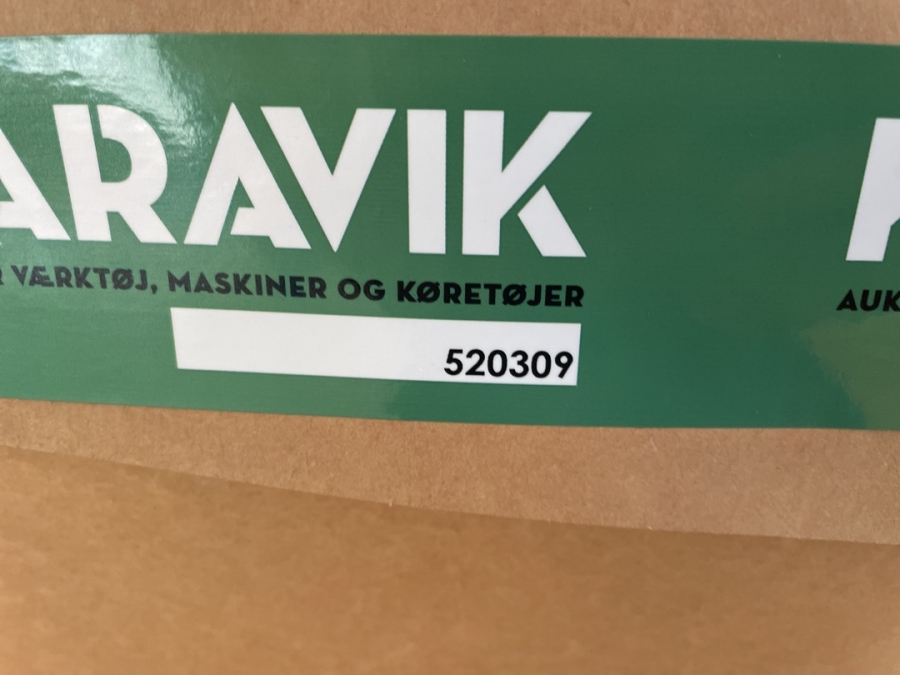 ARAVIK
R VÆRKTØJ, MASKINER OG KØRETØJER
520309
K
AUK